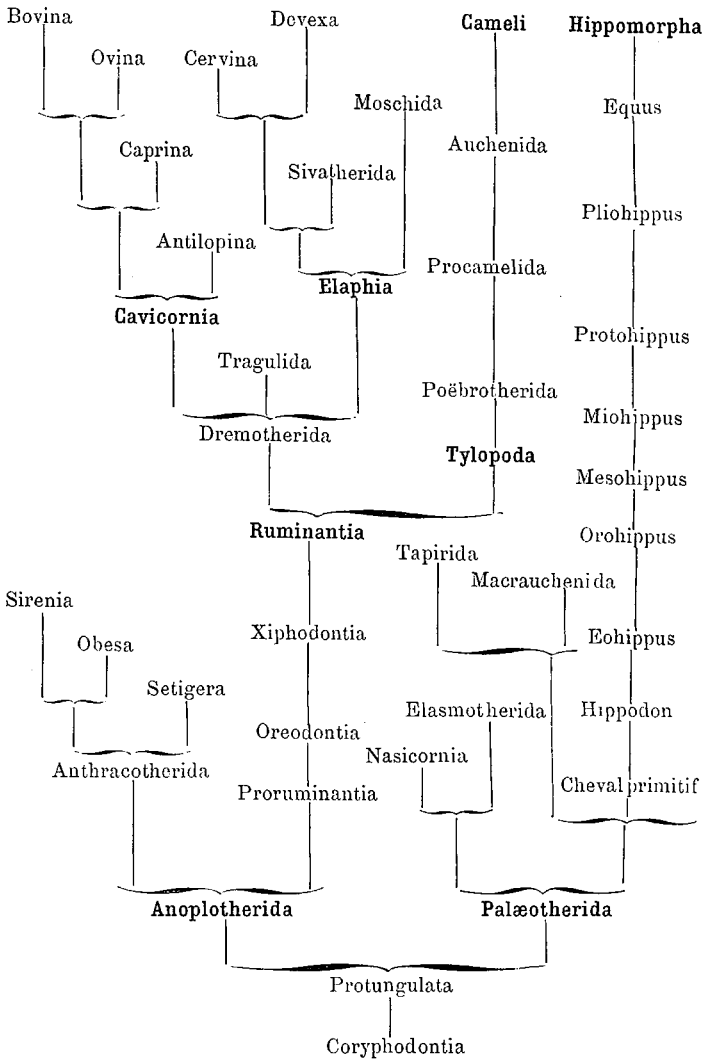 Bovina
Devexa
Cameli
Hippomorpha
Ovina
Cervina
Moschida
Equus
Caprina
Auchenida
Sivatherida
Pliohippus
Antilopina
Procamelida
Elaphia
Cavicornia
Protohippus
Tragulida
Poëbrotherida
Miohippus
Dremotherida
Tylopoda
Mesohippus
Ruminantia
Orohippus
Tapirida
Macrauchenida
Sirenia
Xiphodontia
Eohippus
Obesa
Setigera
Elasmotherida
Hippodon
Oreodontia
Nasicornia
Anthracotherida
Proruminantia
Cheval primitif
Anoplotherida
Palæotherida
Protungulata
Coryphodontia